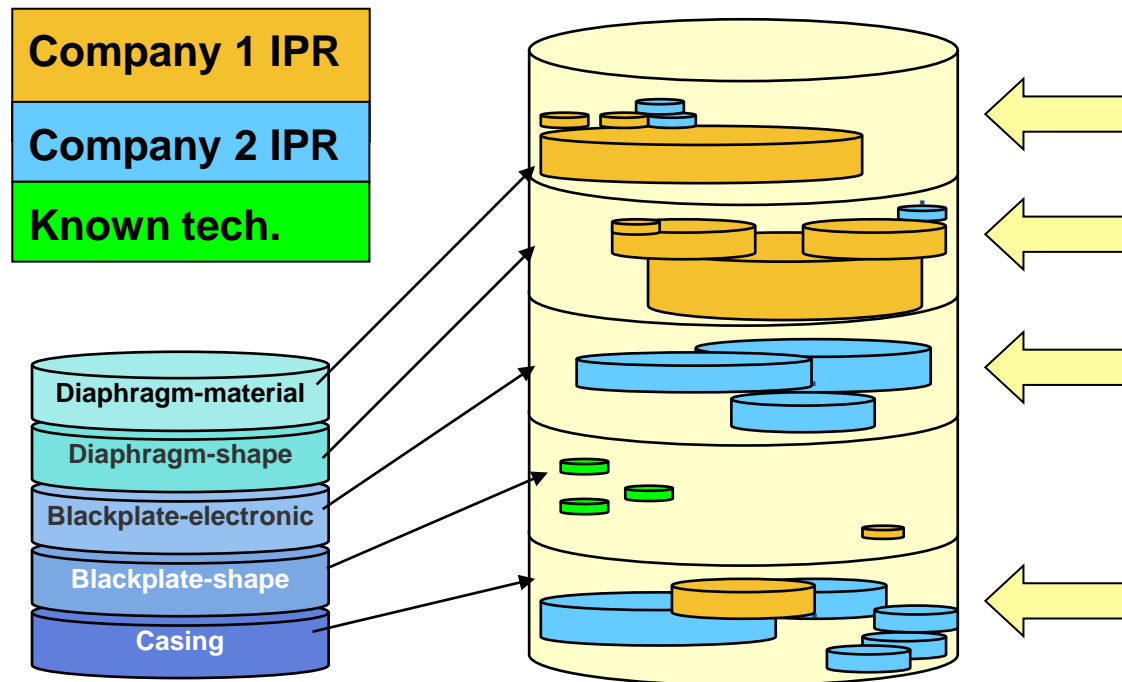 Company 1 IPR
Company 2 IPR
Known tech.
Diaphragm-material
Diaphragm-shape
Blackplate-electronic
Blackplate-shape
Casing